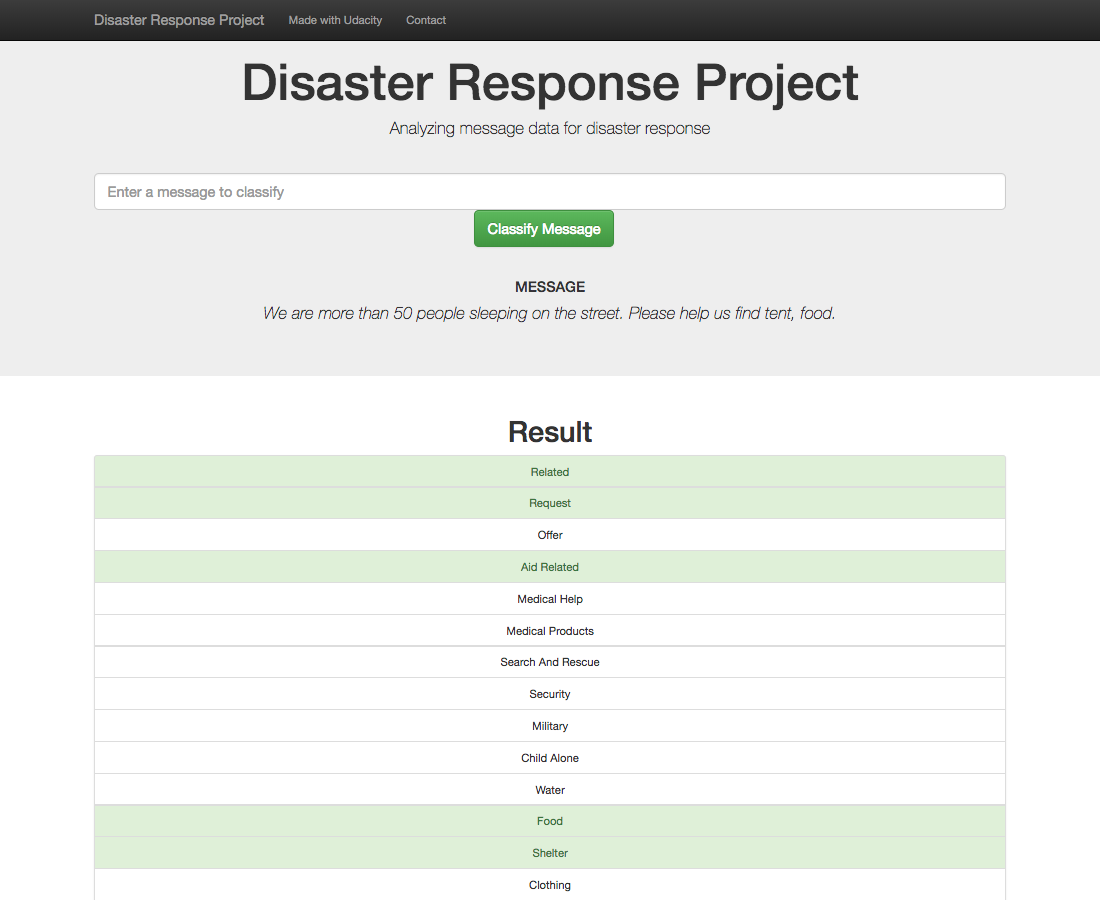 Disaster Response Project Made with Udacity Contact
Disaster Response Project
Analyzing message data for disaster response
Enter a message to classify
Classify Message
MESSAGE
We are more than 50 people sleeping on the street. Please help us find tent, food.
Result
Related
Request
Offer
Aid Related
Medical Help
Medical Products
Search And Rescue
Security
Military
Child Alone
Water
Food
Shelter
Clothing